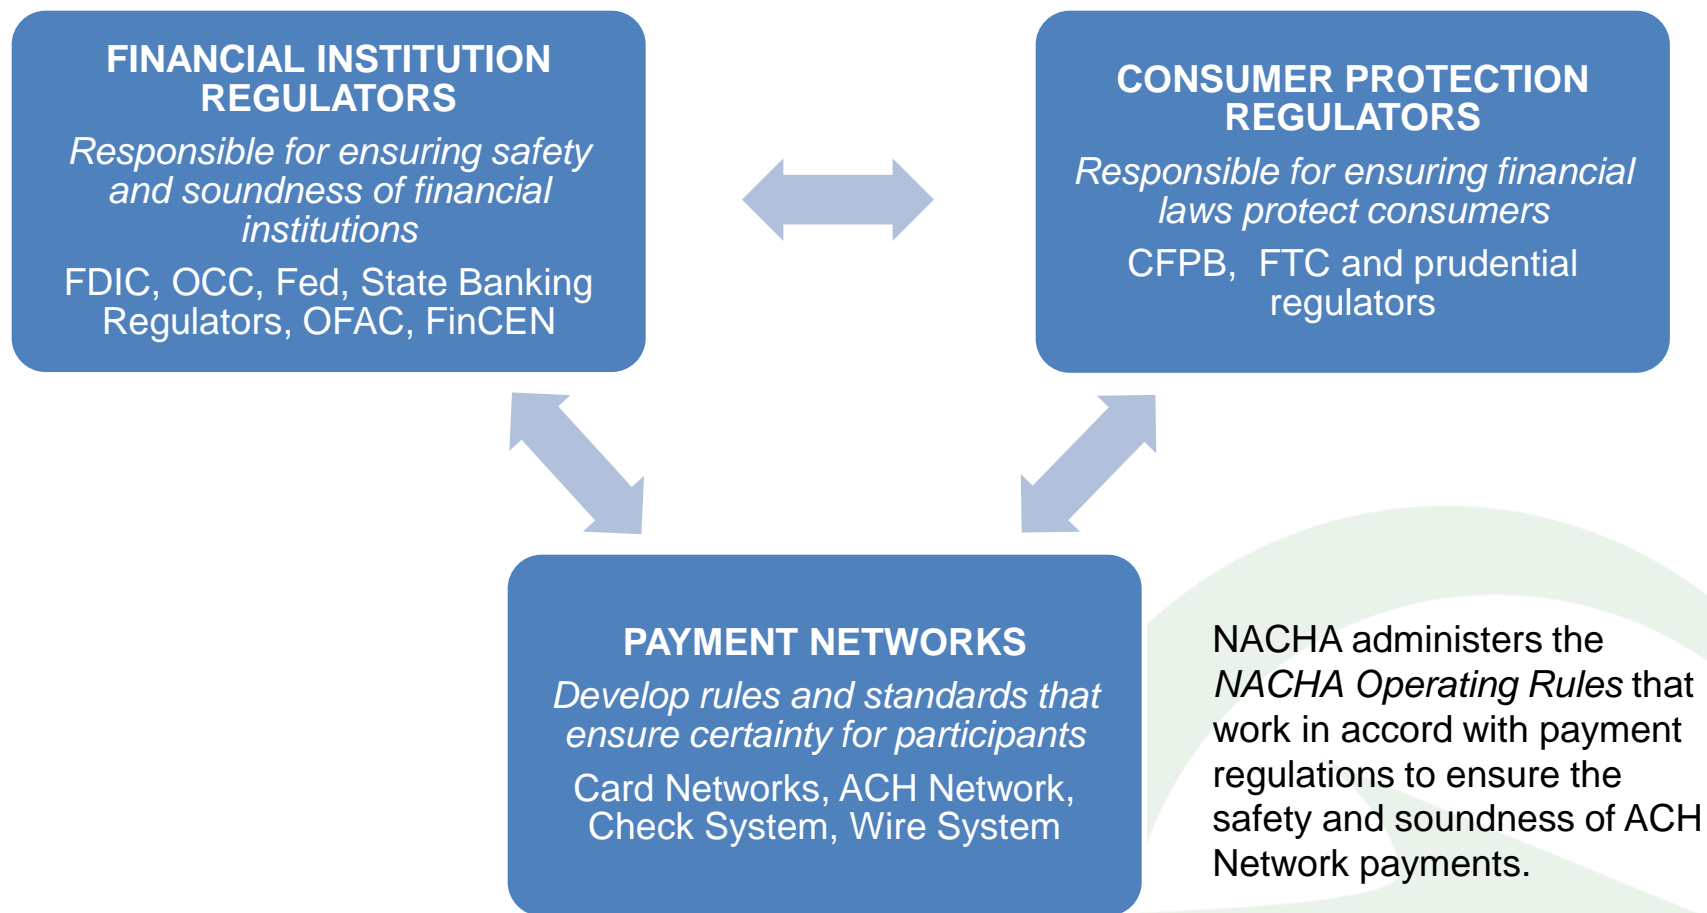 FINANCIAL INSTITUTION
REGULATORS
Responsible for ensuring safety
and soundness of financial
institutions
FDIC, OCC, Fed, State Banking
Regulators, OFAC, FinCEN
CONSUMER PROTECTION
REGULATORS
Responsible for ensuring financial
laws protect consumers
CFPB,  FTC and prudential
regulators
PAYMENT NETWORKS
Develop rules and standards that
ensure certainty for participants
Card Networks, ACH Network,
Check System, Wire System
NACHA administers the
NACHA Operating Rules that
work in accord with payment
regulations to ensure the
safety and soundness of ACH
Network payments.